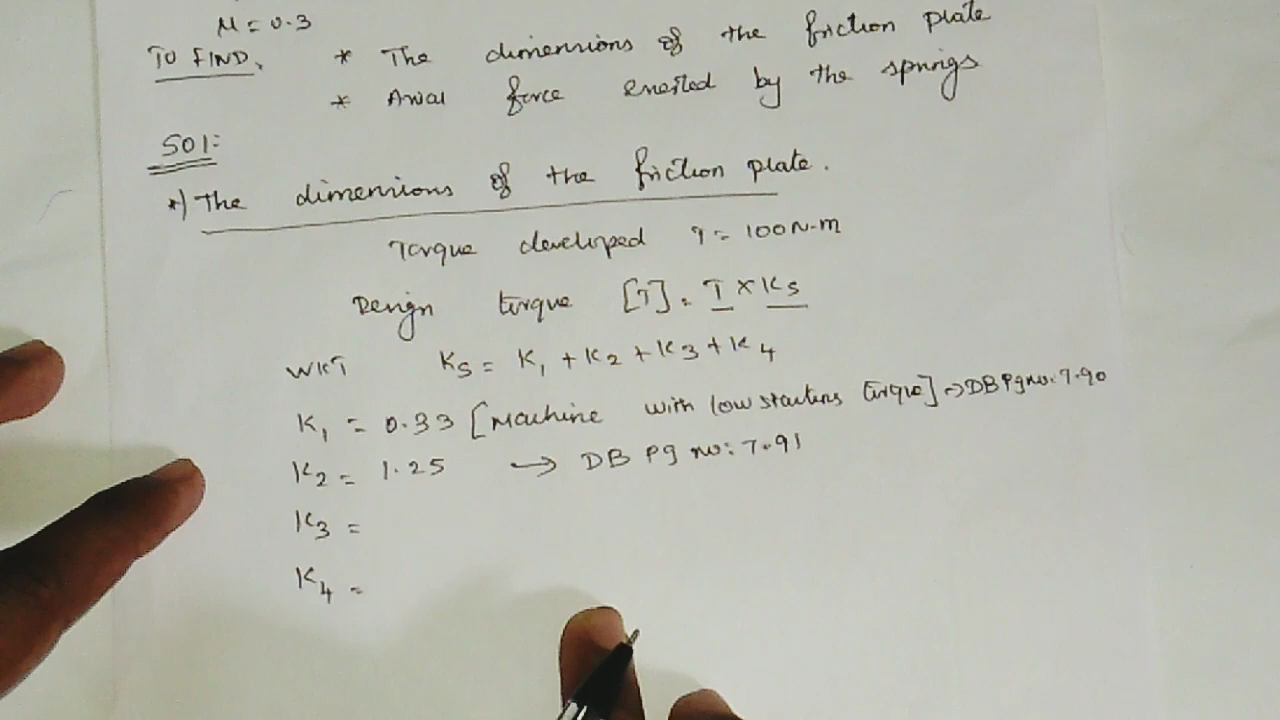 M = 0.3
TO FIND, * The dimensions of the friction plate
* Axial force exerted by the springs
SOl:
*) The dimensions of the friction plate.
Torque developed T = 100 N-m
Design torque [T] = T × Ks
WKT Ks = K1 + K2 + K3 + K4
K1 = 0.33 [Machine with low starting torque] → DB Pg no: 7.90
K2 = 1.25 → DB Pg no: 7.91
K3 =
K4 =